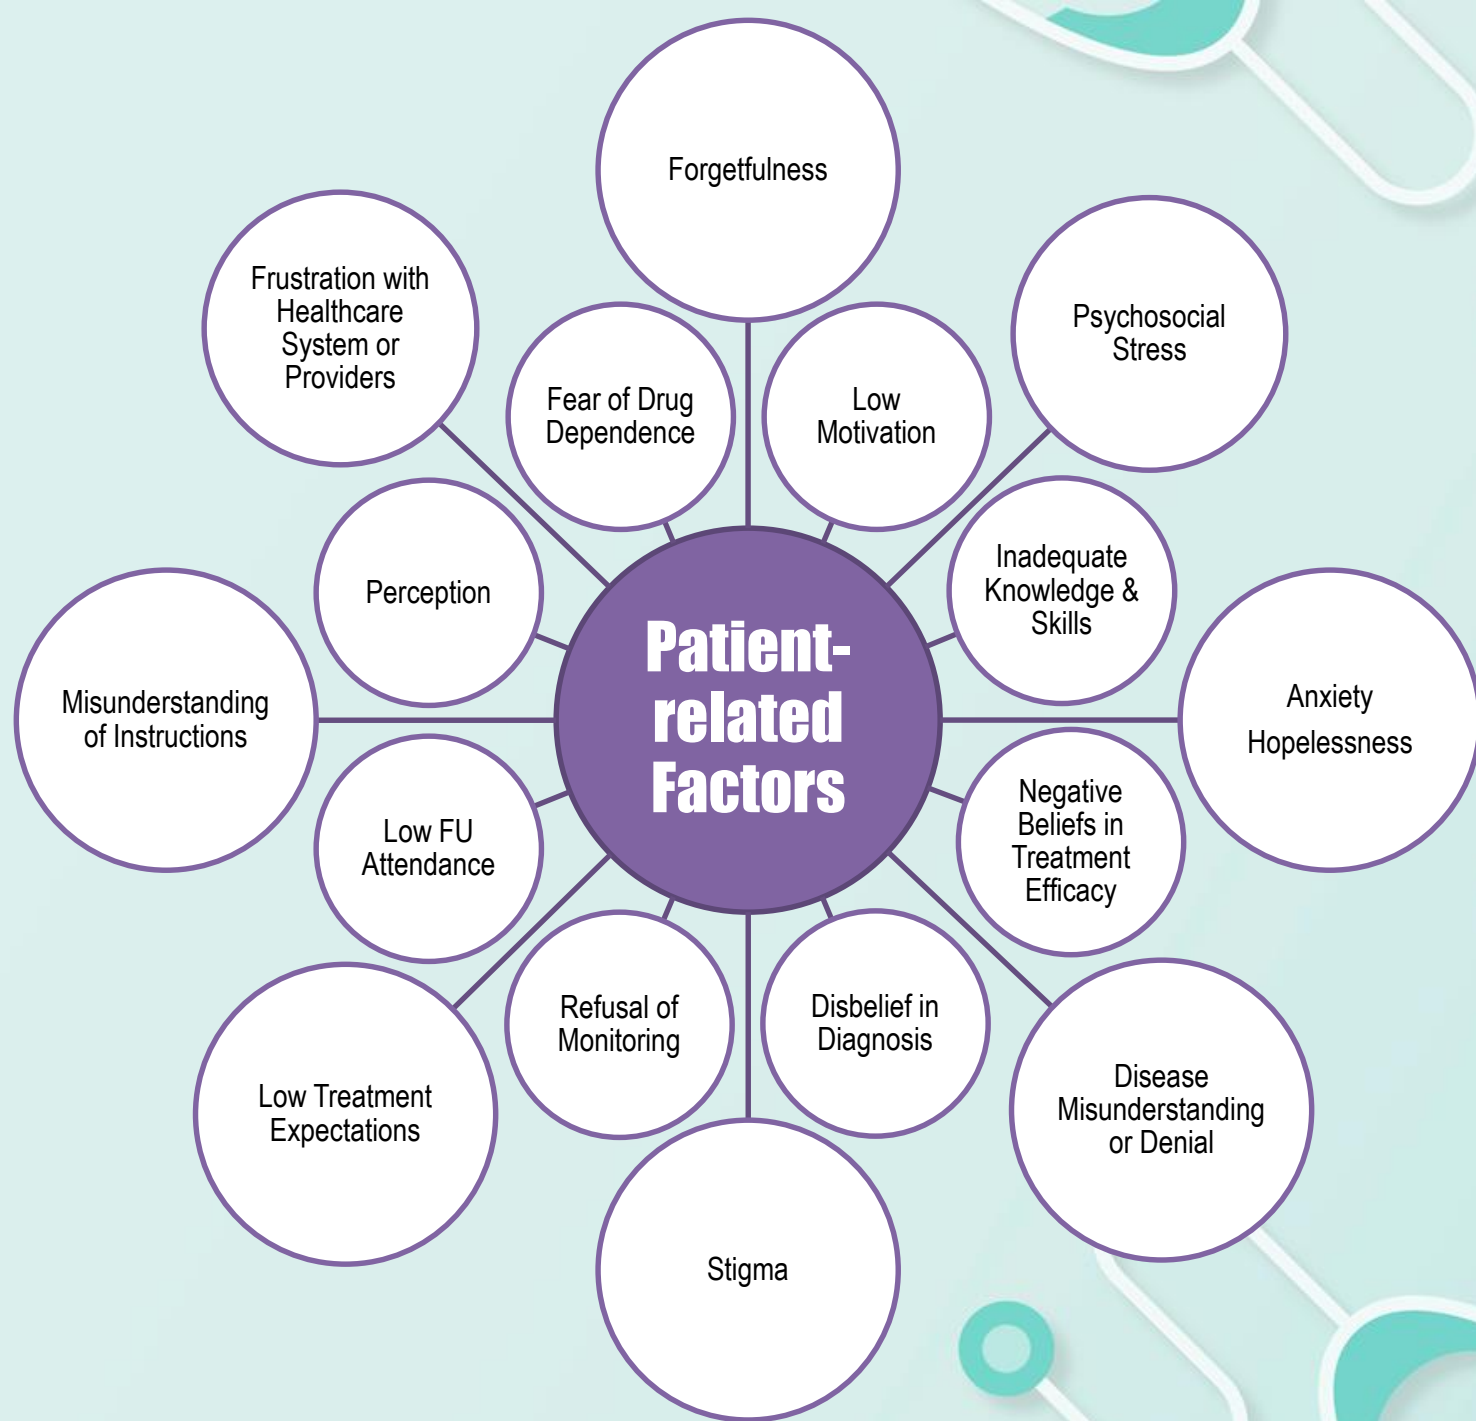 Forgetfulness
Frustration with
Healthcare
System or
Providers
Psychosocial
Stress
Fear of Drug
Dependence
Low
Motivation
Perception
Inadequate
Knowledge &
Skills
Patient-
related
Factors
Misunderstanding
of Instructions
Anxiety
Hopelessness
Low FU
Attendance
Negative
Beliefs in
Treatment
Efficacy
Refusal of
Monitoring
Disbelief in
Diagnosis
Low Treatment
Expectations
Disease
Misunderstanding
or Denial
Stigma